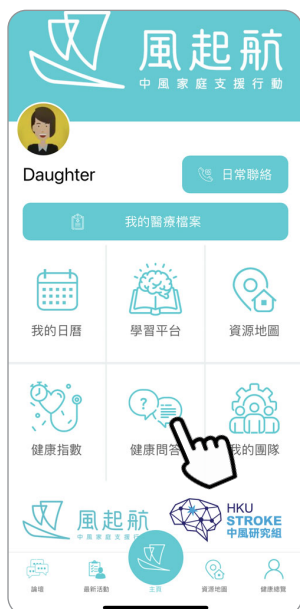 風起航
中風家庭支援行動
Daughter
日常聯絡
我的醫療檔案
我的日曆
學習平台
資源地圖
健康指數
健康問答
我的團隊
風起航
中風家庭支援行
HKU
STROKE
中風研究組
論壇
最新活動
主頁
資源地圖
健康總覽